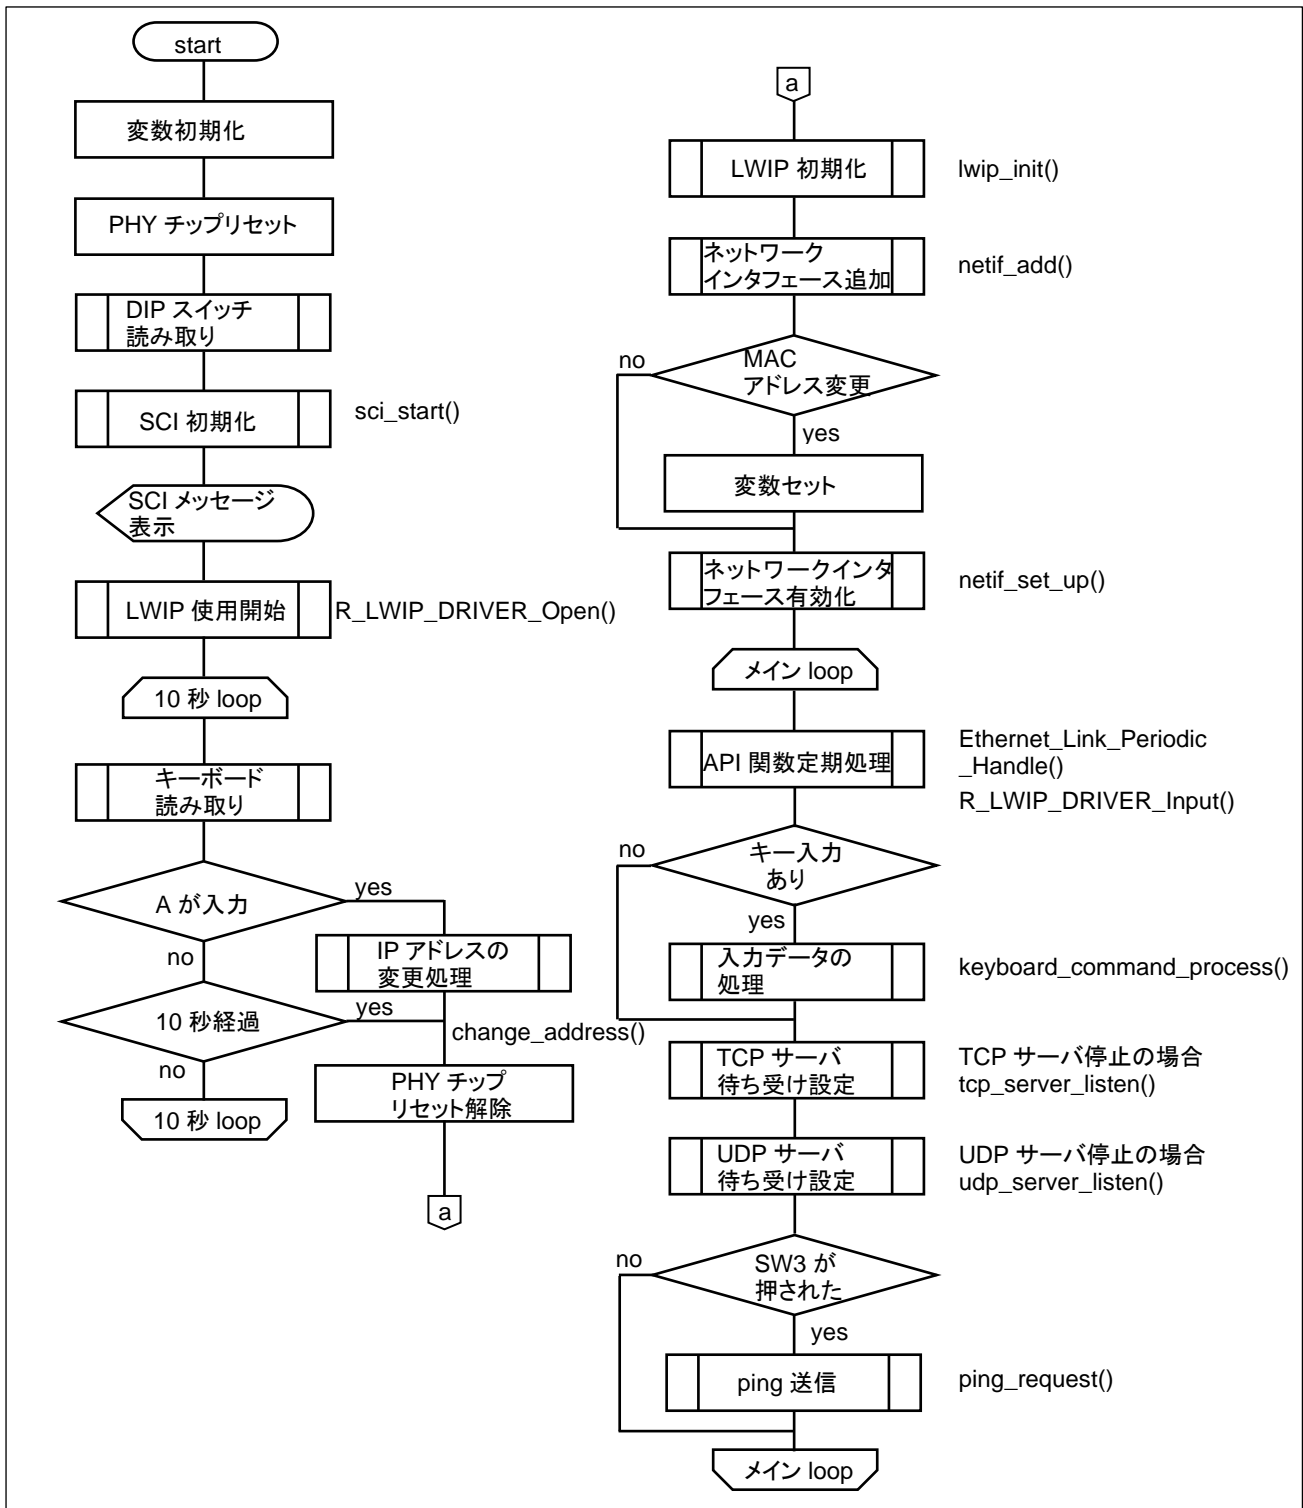 start
変数初期化
PHY チップリセット
DIP スイッチ
読み取り
SCI 初期化
sci_start()
SCI メッセージ
表示
LWIP 使用開始
R_LWIP_DRIVER_Open()
10 秒 loop
キーボード
読み取り
A が入力
yes
no
IP アドレスの
変更処理
10 秒経過
yes
change_address()
no
PHY チップ
リセット解除
10 秒 loop
a
a
LWIP 初期化
lwip_init()
ネットワーク
インタフェース追加
netif_add()
no
MAC
アドレス変更
yes
変数セット
ネットワークインタ
フェース有効化
netif_set_up()
メイン loop
API 関数定期処理
Ethernet_Link_Periodic
_Handle()
R_LWIP_DRIVER_Input()
no
キー入力
あり
yes
入力データの
処理
keyboard_command_process()
TCP サーバ
待ち受け設定
TCP サーバ停止の場合
tcp_server_listen()
UDP サーバ
待ち受け設定
UDP サーバ停止の場合
udp_server_listen()
no
SW3 が
押された
yes
ping 送信
ping_request()
メイン loop